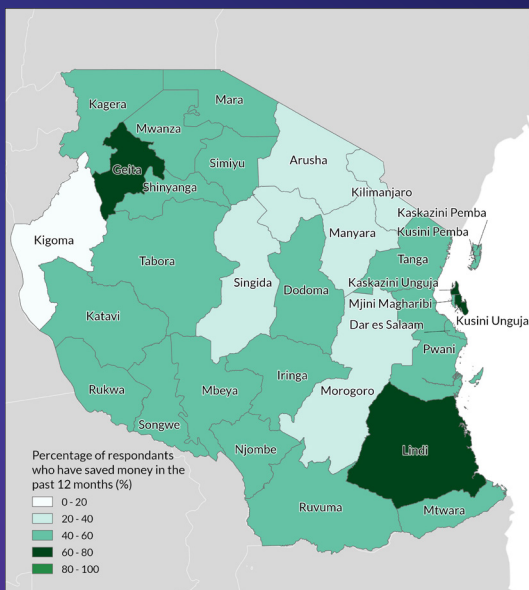 Kagera
Mara
Mwanza
Geita
Simiyu
Shinyanga
Arusha
Kilimanjaro
Kaskazini Pemba
Kusini Pemba
Kigoma
Tabora
Singida
Manyara
Tanga
Kaskazini Unguja
Dodoma
Mjini Magharibi
Kusini Unguja
Dar es Salaam
Katavi
Pwani
Rukwa
Mbeya
Iringa
Morogoro
Songwe
Njombe
Lindi
Ruvuma
Mtwara
Percentage of respondants
who have saved money in the
past 12 months (%)
0 - 20
20 - 40
40 - 60
60 - 80
80 - 100